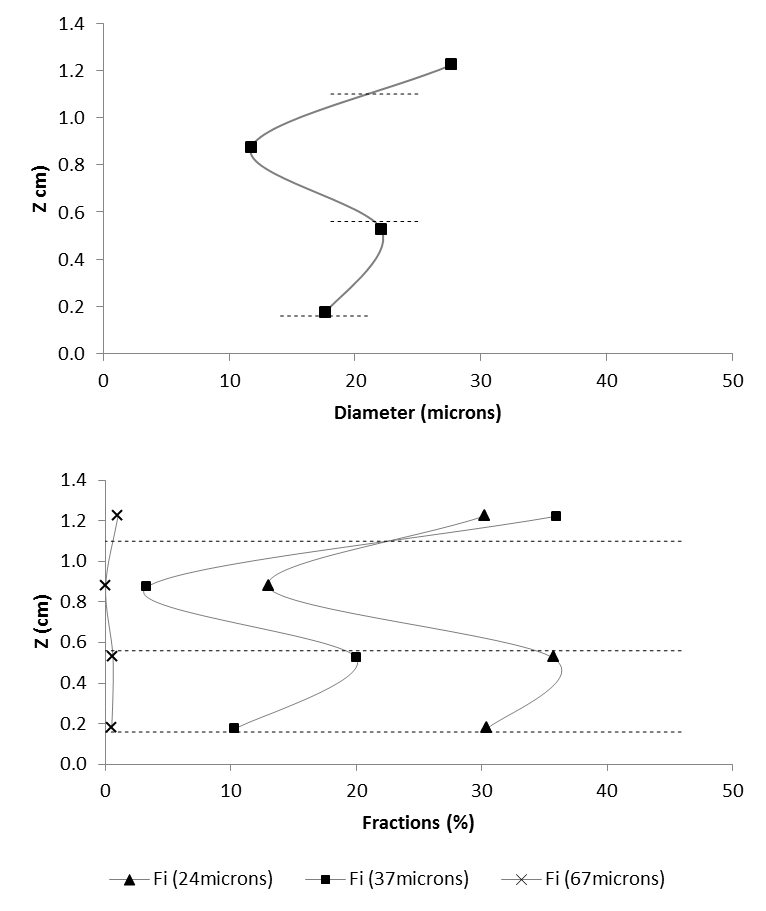 1.4
1.2
1.0
0.8
0.6
0.4
0.2
0.0
Z cm)
0 10 20 30 40 50
Diameter (microns)
1.4
1.2
1.0
0.8
0.6
0.4
0.2
0.0
Z (cm)
0 10 20 30 40 50
Fractions (%)
Fi (24microns) Fi (37microns) Fi (67microns)